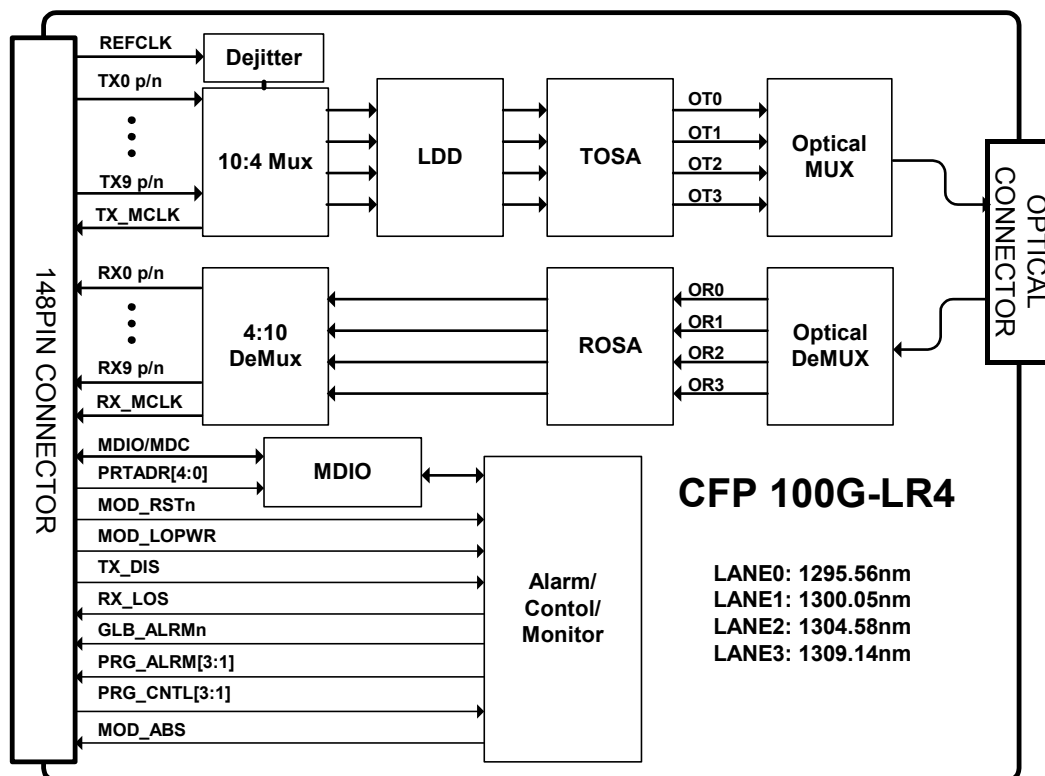 REFCLK
Dejitter
TX0 p/n
TX9 p/n
TX_MCLK
10:4 Mux
LDD
TOSA
OT0
OT1
OT2
OT3
Optical
MUX
OPTICAL
CONNECTOR
148PIN CONNECTOR
RX0 p/n
RX9 p/n
RX_MCLK
4:10
DeMux
ROSA
OR0
OR1
OR2
OR3
Optical
DeMUX
MDIO/MDC
PRTADR[4:0]
MDIO
MOD_RSTn
MOD_LOPWR
TX_DIS
RX_LOS
GLB_ALRMn
PRG_ALRM[3:1]
PRG_CNTL[3:1]
MOD_ABS
Alarm/
Contol/
Monitor
CFP 100G-LR4
LANE0: 1295.56nm
LANE1: 1300.05nm
LANE2: 1304.58nm
LANE3: 1309.14nm